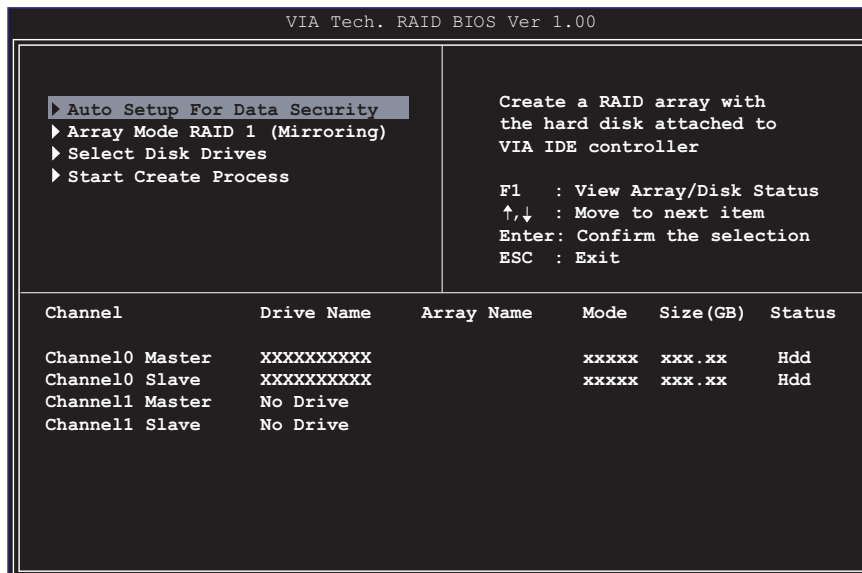 VIA Tech. RAID BIOS Ver 1.00
Auto Setup For Data Security
Array Mode RAID 1 (Mirroring)
Select Disk Drives
Start Create Process
Create a RAID array with
the hard disk attached to
VIA IDE controller
F1 : View Array/Disk Status
↑,↓ : Move to next item
Enter: Confirm the selection
ESC : Exit
Channel Drive Name Array Name Mode Size(GB) Status
Channel0 Master XXXXXXXXXX xxxxx xxx.xx Hdd
Channel0 Slave XXXXXXXXXX xxxxx xxx.xx Hdd
Channel1 Master No Drive
Channel1 Slave No Drive